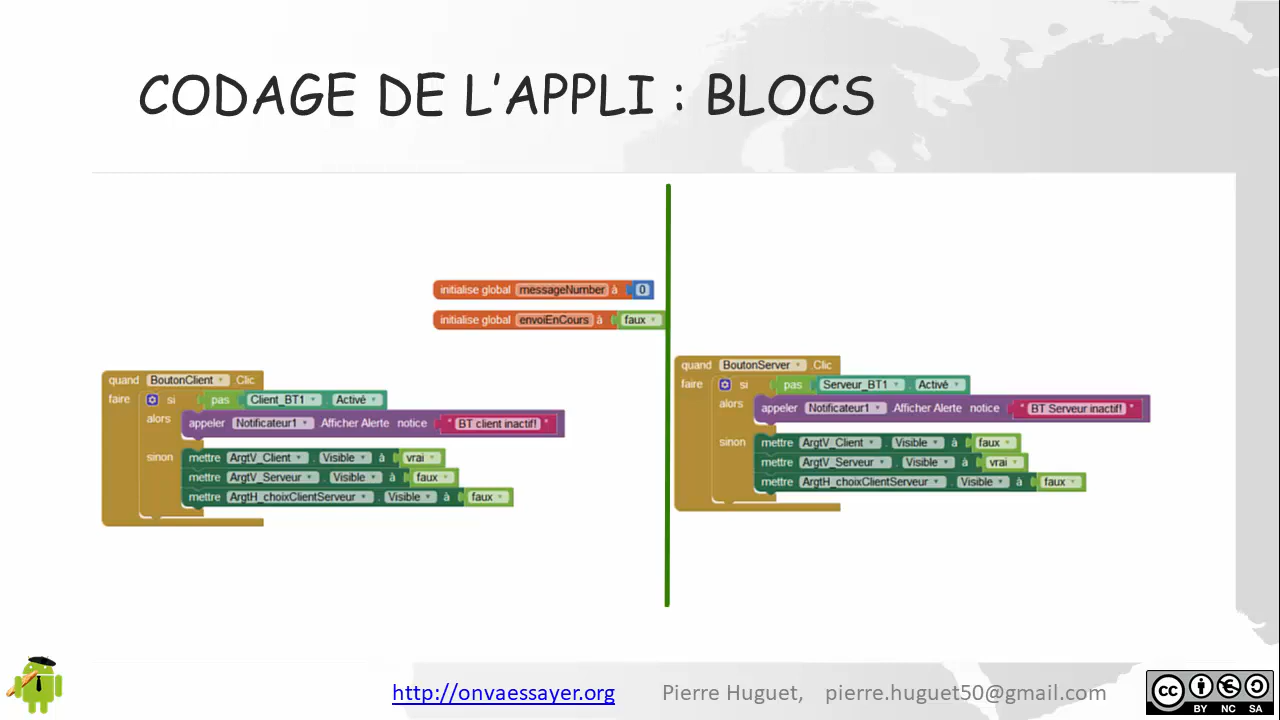 CODAGE DE L’APPLI : BLOCS
initialise global messageNumber à 0
initialise global envoiEnCours à faux
quand BoutonClient .Clic
faire si pas Client_BT1 . Activé
alors appeler Notificateur1 .Afficher Alerte notice " BT client inactif! "
sinon mettre ArgtV_Client . Visible à vrai
mettre ArgtV_Serveur . Visible à faux
mettre ArgtH_choixClientServeur . Visible à faux
quand BoutonServer .Clic
faire si pas Serveur_BT1 . Activé
alors appeler Notificateur1 .Afficher Alerte notice " BT Serveur inactif! "
sinon mettre ArgtV_Client . Visible à faux
mettre ArgtV_Serveur . Visible à vrai
mettre ArgtH_choixClientServeur . Visible à faux
http://onvaessayer.org Pierre Huguet, pierre.huguet50@gmail.com
cc BY NC SA